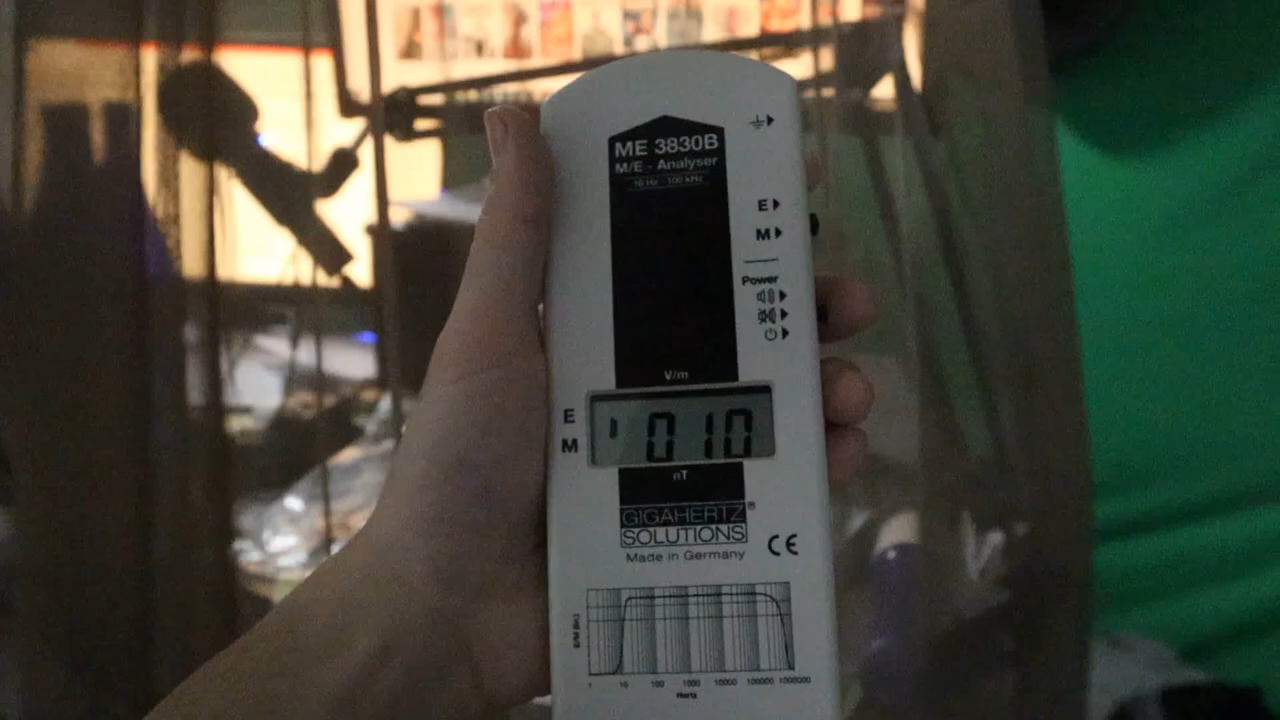 ME 3830B
M/E - Analyser
16 Hz - 100 kHz
E
M
Power
V/m
E
M
010
nT
GIGAHERTZ®
SOLUTIONS
Made in Germany
CE
1 10 100 1000 10000 100000 1000000
Hertz